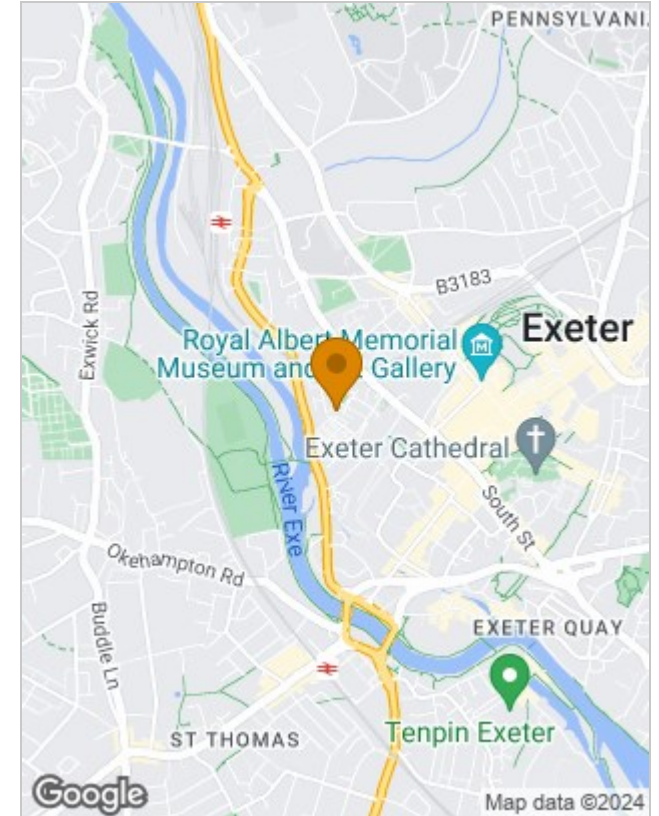 PENNSYLVANI
B3183
Exeter
Royal Albert Memorial
Museum and Gallery
Exwick Rd
Exeter Cathedral
South St
River Exe
Okehampton Rd
Buddle Ln
EXETER QUAY
Tenpin Exeter
ST THOMAS
Google
Map data ©2024